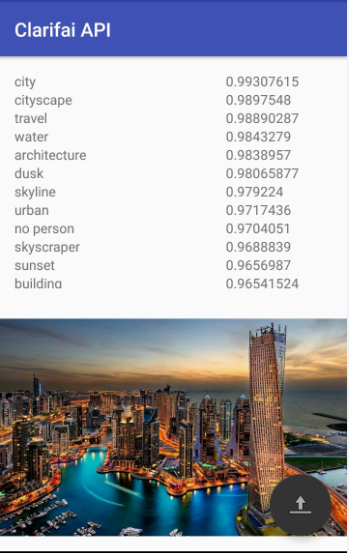 Clarifai API
city 0.99307615
cityscape 0.9897548
travel 0.98890287
water 0.9843279
architecture 0.9838957
dusk 0.98065877
skyline 0.979224
urban 0.9717436
no person 0.9704051
skyscraper 0.9688839
sunset 0.9656987
building 0.96541524